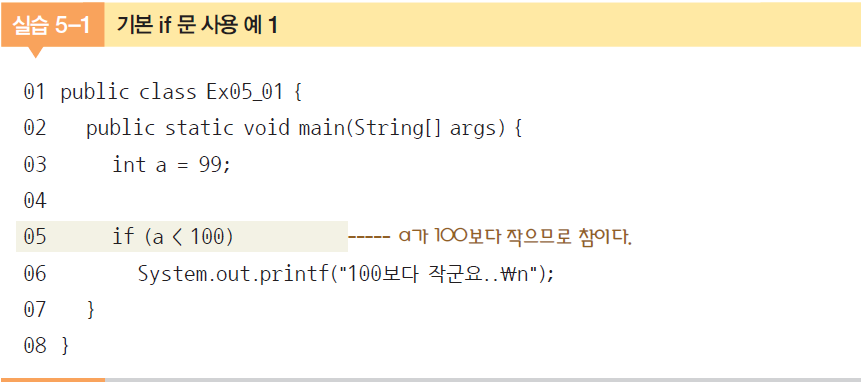 실습 5-1 기본 if 문 사용 예 1
01 public class Ex05_01 {
02 public static void main(String[] args) {
03 int a = 99;
04
05 if (a < 100) ----- a가 100보다 작으므로 참이다.
06 System.out.printf("100보다 작군요..₩n");
07 }
08 }